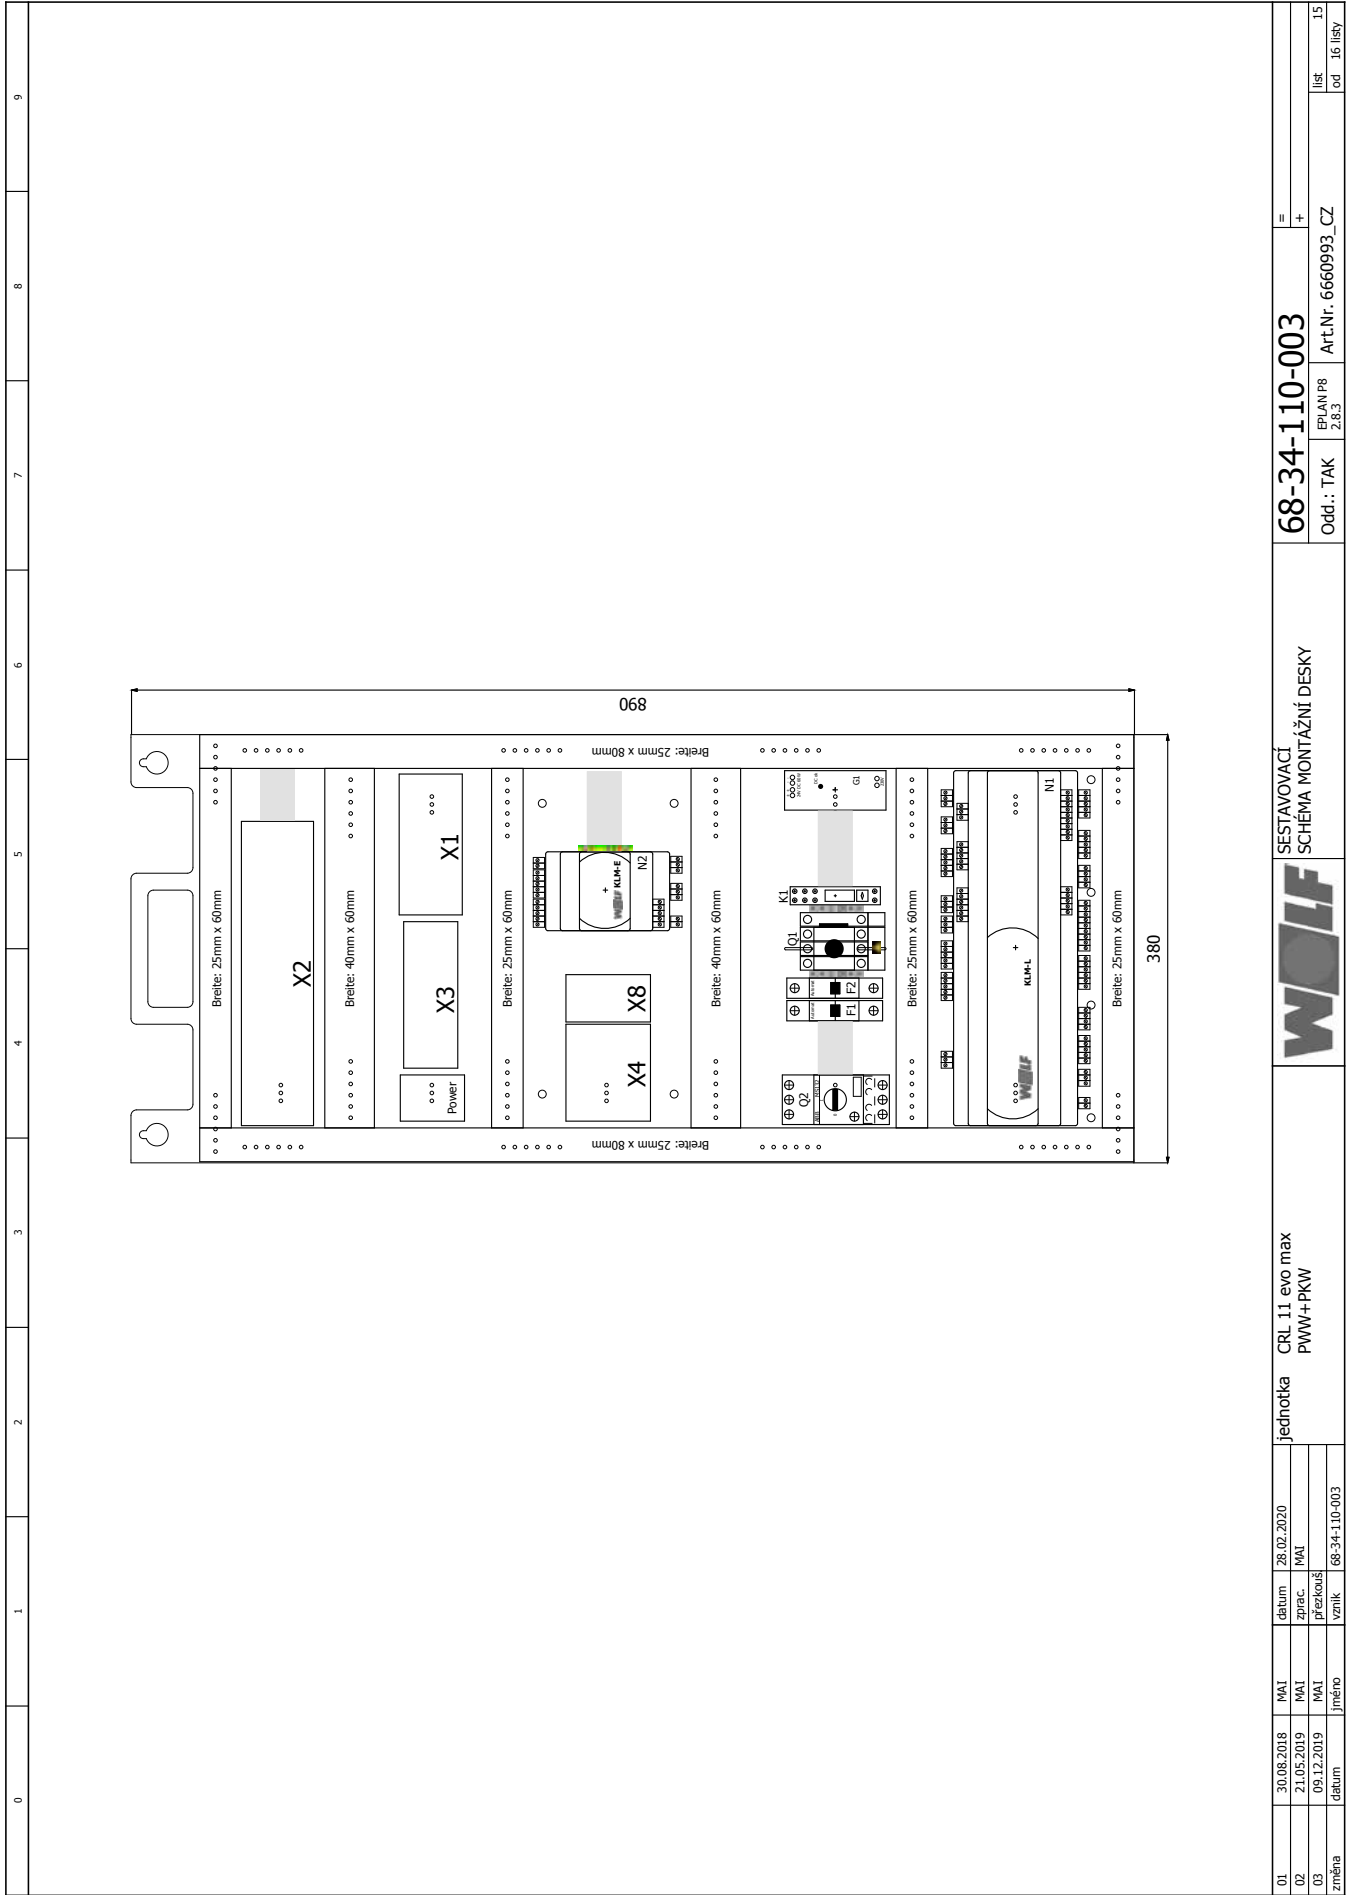 0 1 2 3 4 5 6 7 8 9
Breite: 25mm x 60mm
X2
Breite: 40mm x 60mm
Power
X3
X1
Breite: 25mm x 60mm
X4
X8
WOLF KLM-E
N2
Breite: 25mm x 80mm
Breite: 25mm x 80mm
890
Breite: 40mm x 60mm
Q2
F1
F2
Q1
K1
G1
Breite: 25mm x 60mm
WOLF
KLM-L
N1
Breite: 25mm x 60mm
380
01 30.08.2018 MAI datum 28.02.2020
02 21.05.2019 MAI zprac. MAI
03 09.12.2019 MAI přezkouš.
změna datum jméno vznik 68-34-110-003
jednotka CRL 11 evo max
PWW+PKW
WOLF
SESTAVOVACÍ
SCHÉMA MONTÁŽNÍ DESKY
68-34-110-003
=
+
Odd.: TAK
EPLAN P8
2.8.3
Art.Nr. 6660993_CZ
list 15
od 16 listy